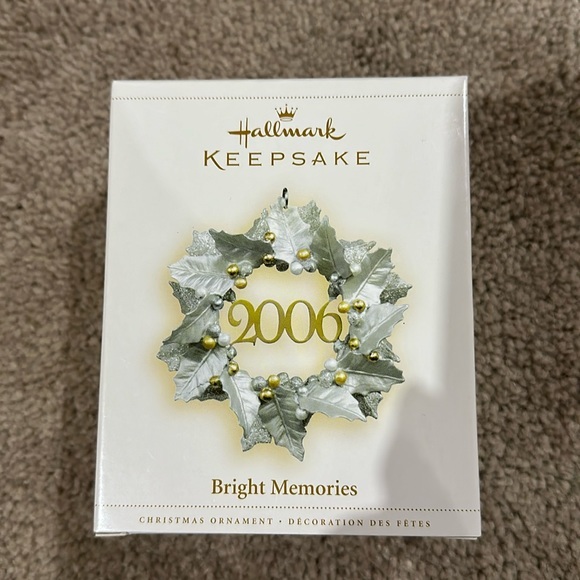 Hallmark
KEEPSAKE
2006
Bright Memories
CHRISTMAS ORNAMENT • DÉCORATION DES FÊTES